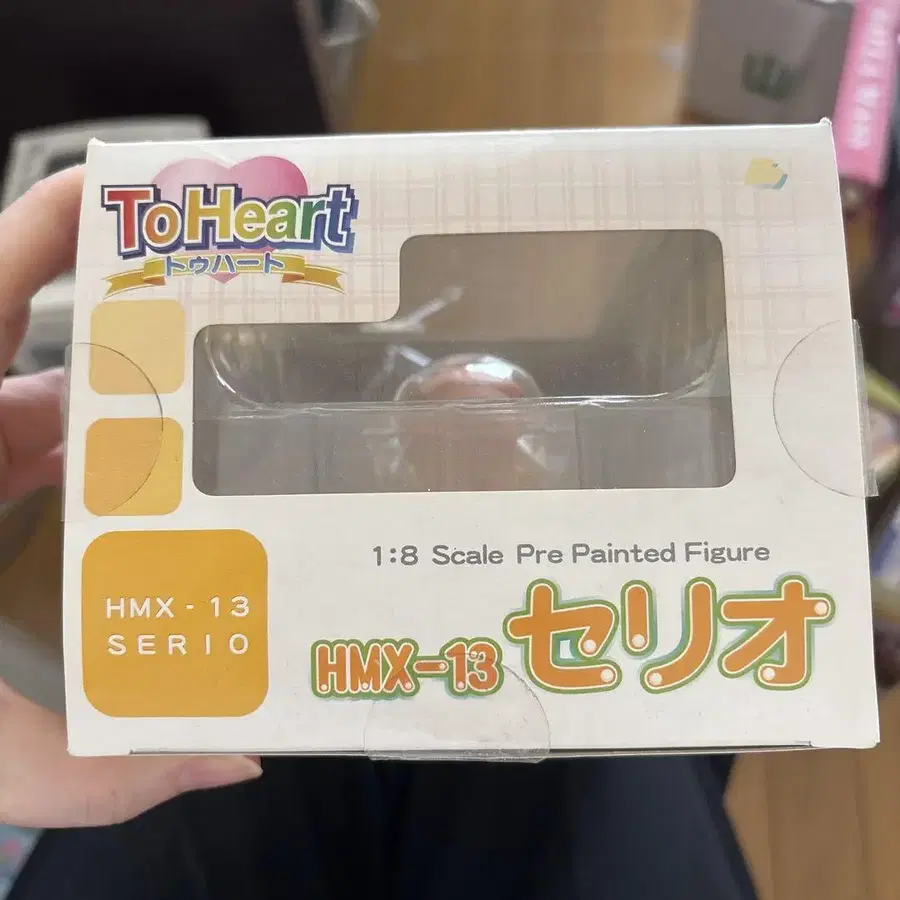 ToHeart
トゥハート
1:8 Scale Pre Painted Figure
HMX - 13
SERIO
HMX-13 セリオ